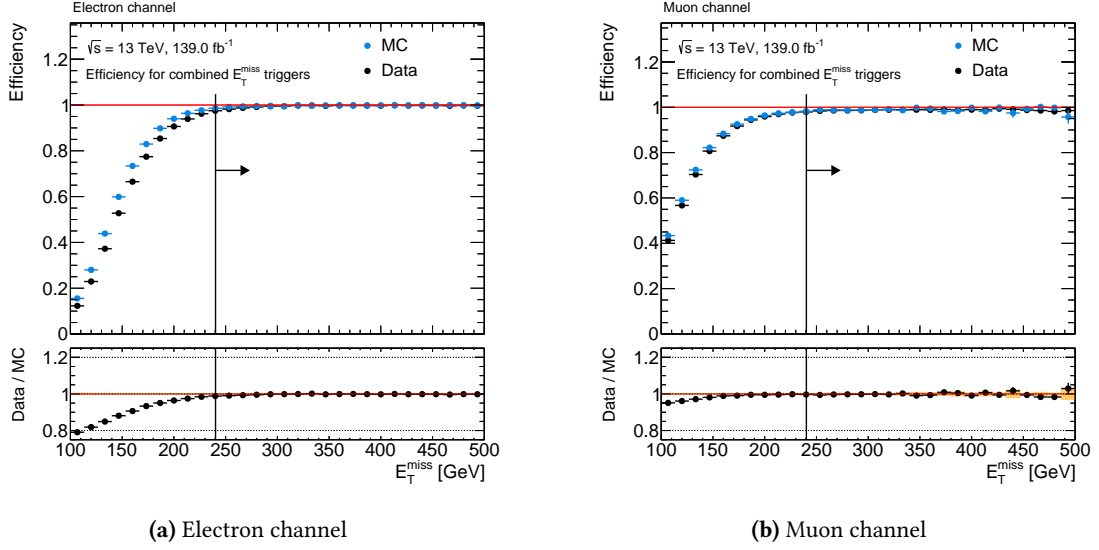 Electron channel
Efficiency
1.2
1
0.8
0.6
0.4
0.2
0
√s = 13 TeV, 139.0 fb⁻¹
Efficiency for combined E_T^miss triggers
MC
Data
Data / MC
1.2
1
0.8
100 150 200 250 300 350 400 450 500
E_T^miss [GeV]
(a) Electron channel
Muon channel
Efficiency
1.2
1
0.8
0.6
0.4
0.2
0
√s = 13 TeV, 139.0 fb⁻¹
Efficiency for combined E_T^miss triggers
MC
Data
Data / MC
1.2
1
0.8
100 150 200 250 300 350 400 450 500
E_T^miss [GeV]
(b) Muon channel